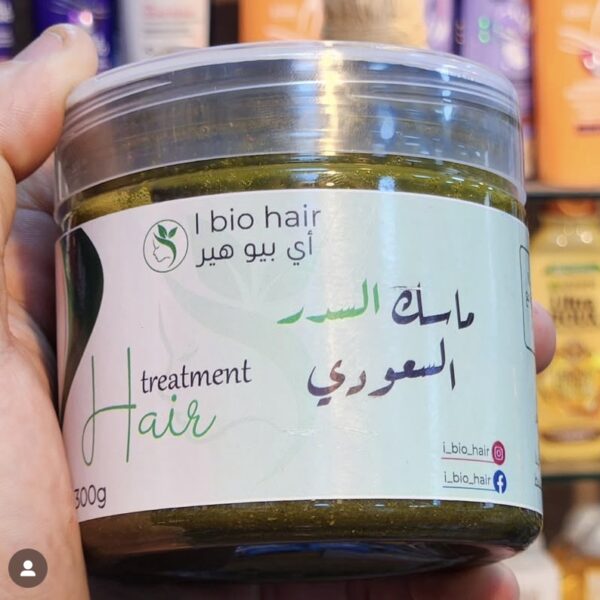 I bio hair
أي بيو هير
ماسك السدر
السعودي
treatment
Hair
i_bio_hair
i_bio_hair
300g